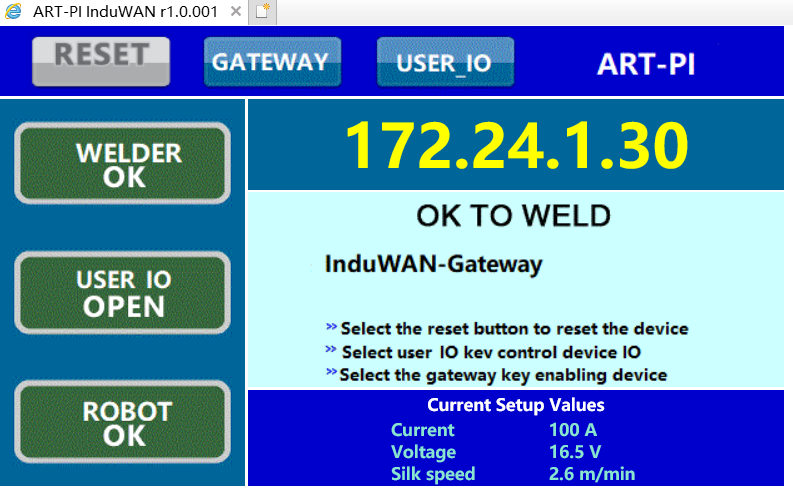 ART-PI InduWAN r1.0.001
RESET
GATEWAY
USER_IO
ART-PI
WELDER
OK
USER IO
OPEN
ROBOT
OK
172.24.1.30
OK TO WELD
InduWAN-Gateway
» Select the reset button to reset the device
» Select user IO kev control device IO
» Select the gateway key enabling device
Current Setup Values
Current 100 A
Voltage 16.5 V
Silk speed 2.6 m/min